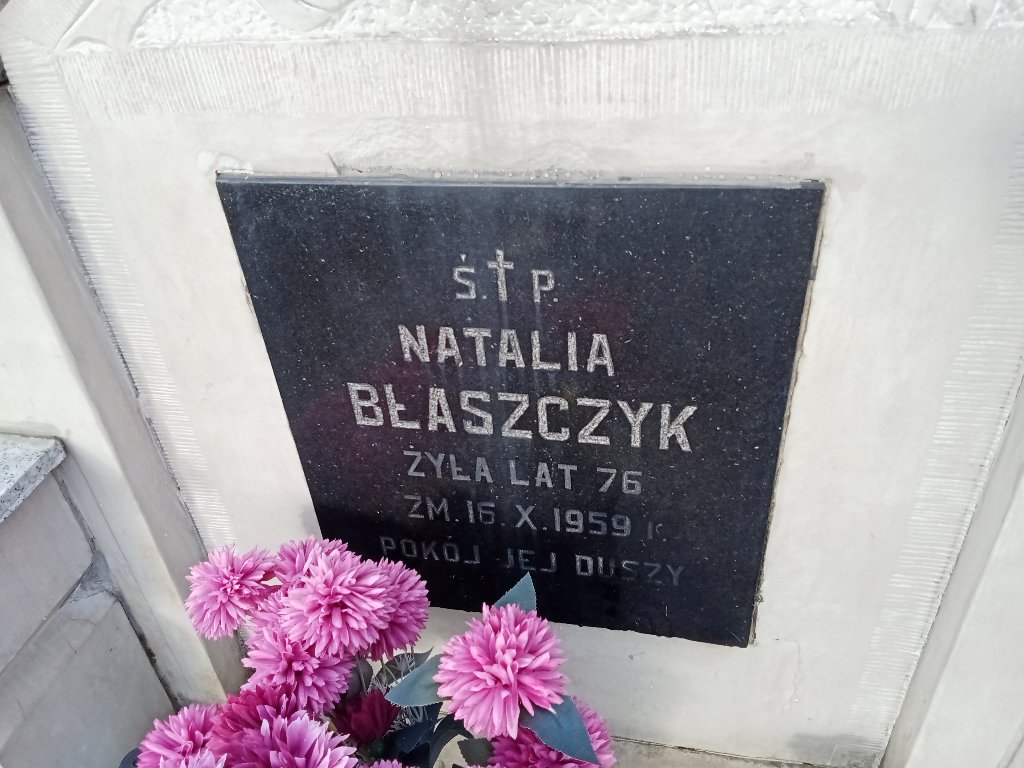 Ś.†P.
NATALIA
BŁASZCZYK
ŻYŁA LAT 76
ZM. 16. X. 1959 R.
POKÓJ JEJ DUSZY